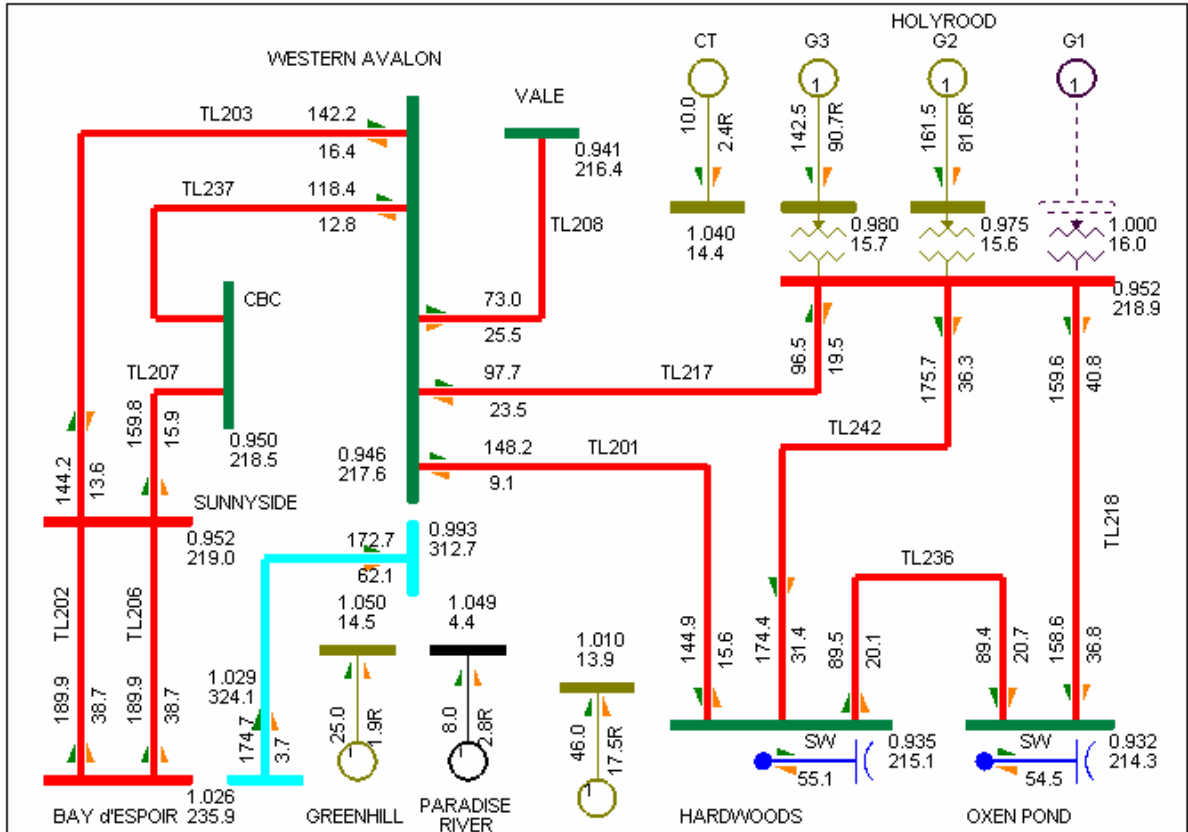 HOLYROOD
CT
G3
G2
G1
WESTERN AVALON
1
1
1
10.0
2.4R
142.5
90.7R
161.5
81.6R
VALE
TL203
142.2
16.4
0.941
216.4
TL237
118.4
12.8
TL208
1.040
14.4
0.980
15.7
0.975
15.6
1.000
16.0
CBC
73.0
25.5
0.952
218.9
TL207
97.7
23.5
TL217
96.5
19.5
175.7
36.3
159.6
40.8
159.8
15.9
144.2
13.6
0.950
218.5
0.946
217.6
148.2
9.1
TL201
TL242
SUNNYSIDE
0.952
219.0
172.7
62.1
0.993
312.7
TL218
TL236
TL202
TL206
1.050
14.5
1.049
4.4
1.010
13.9
144.9
15.6
174.4
31.4
89.5
20.1
89.4
20.7
158.6
36.8
189.9
38.7
189.9
38.7
1.029
324.1
174.7
3.7
25.0
1.9R
8.0
2.8R
46.0
17.5R
1
1
SW
55.1
0.935
215.1
SW
54.5
0.932
214.3
BAY d'ESPOIR
1.026
235.9
GREENHILL
PARADISE
RIVER
HARDWOODS
OXEN POND